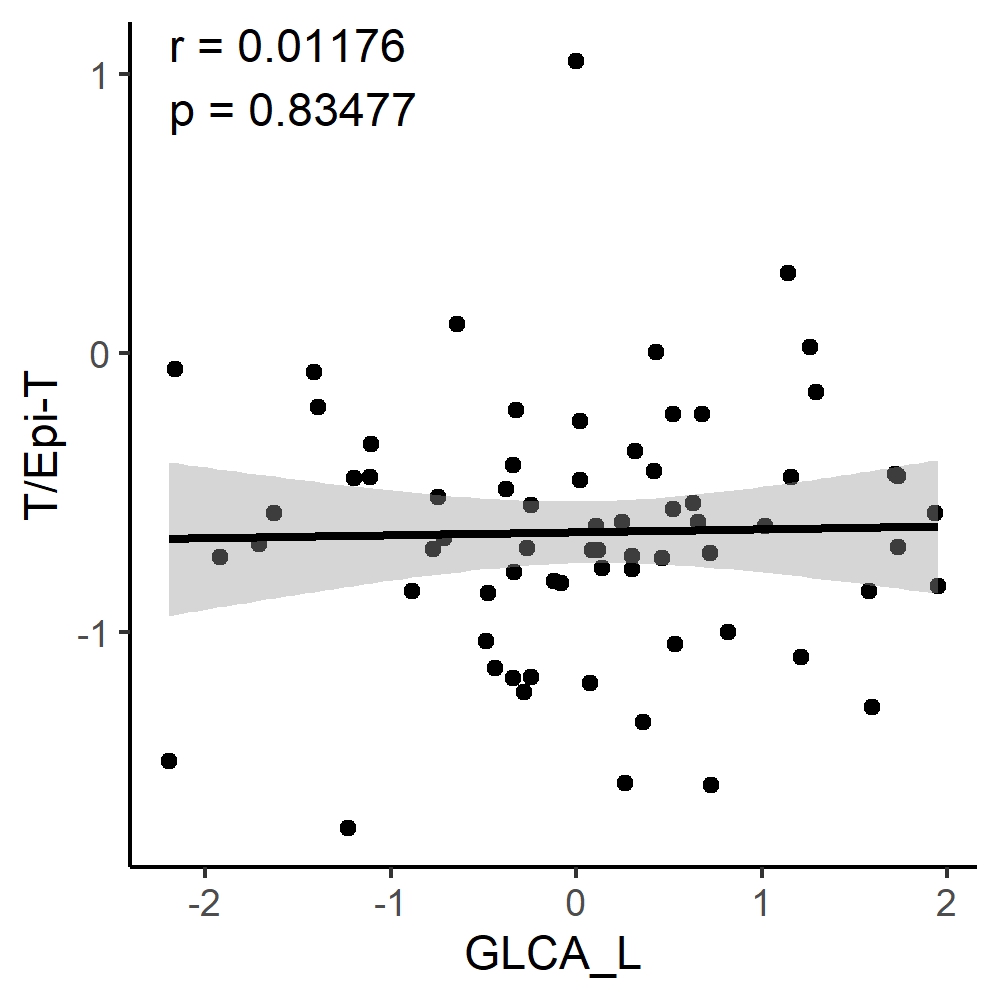 r = 0.01176
p = 0.83477
1
0
-1
T/Epi-T
-2 -1 0 1 2
GLCA_L